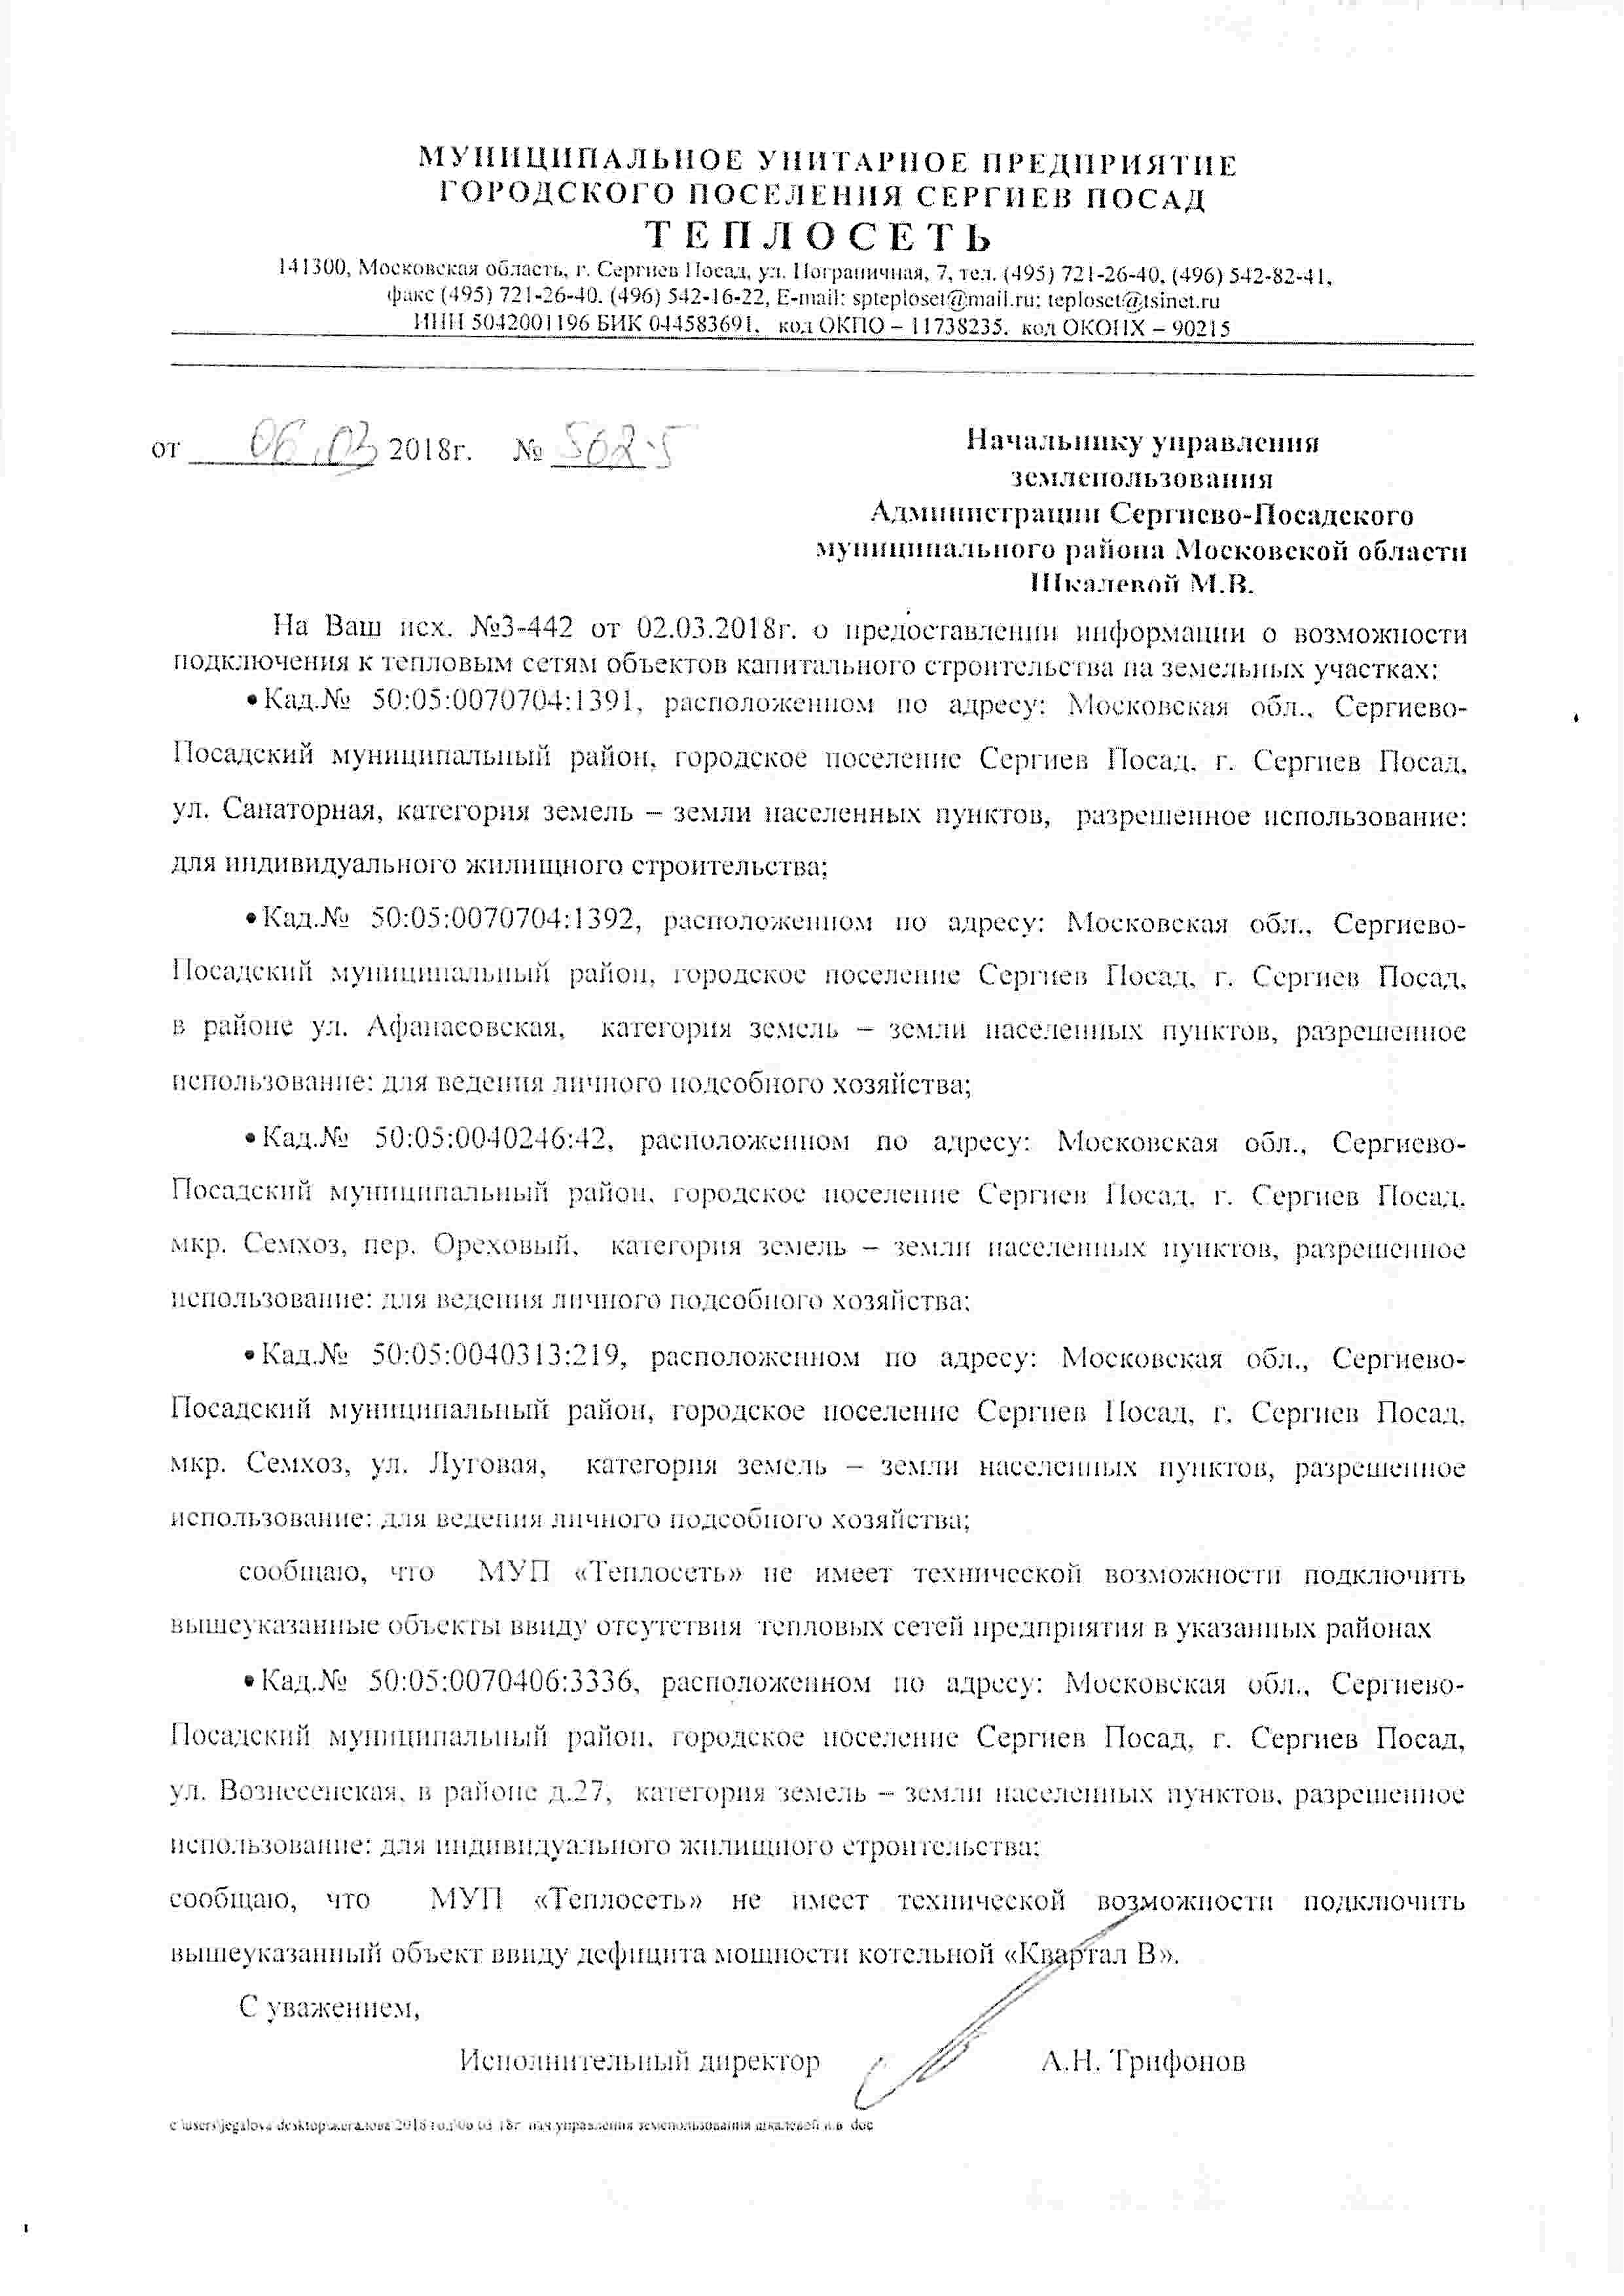 МУНИЦИПАЛЬНОЕ УНИТАРНОЕ ПРЕДПРИЯТИЕ
ГОРОДСКОГО ПОСЕЛЕНИЯ СЕРГИЕВ ПОСАД
ТЕПЛОСЕТЬ
141300, Московская область, г. Сергиев Посад, ул. Пограничная, 7, тел. (495) 721-26-40, (496) 542-82-41,
факс (495) 721-26-40. (496) 542-16-22, E-mail: spteploset@mail.ru; teploset@tsinet.ru
ИНН 5042001196 БИК 044583691, код ОКПО – 11738235. код ОКОНХ – 90215
от 06.03 2018г. № 502-5
Начальнику управления
землепользования
Администрации Сергиево-Посадского
муниципального района Московской области
Шкалевой М.В.
На Ваш исх. №3-442 от 02.03.2018г. о предоставлении информации о возможности
подключения к тепловым сетям объектов капитального строительства на земельных участках:
• Кад.№ 50:05:0070704:1391, расположенном по адресу: Московская обл., Сергиево-
Посадский муниципальный район, городское поселение Сергиев Посад, г. Сергиев Посад,
ул. Санаторная, категория земель – земли населенных пунктов, разрешенное использование:
для индивидуального жилищного строительства;
• Кад.№ 50:05:0070704:1392, расположенном по адресу: Московская обл., Сергиево-
Посадский муниципальный район, городское поселение Сергиев Посад, г. Сергиев Посад,
в районе ул. Афанасовская, категория земель – земли населенных пунктов, разрешенное
использование: для ведения личного подсобного хозяйства;
• Кад.№ 50:05:0040246:42, расположенном по адресу: Московская обл., Сергиево-
Посадский муниципальный район, городское поселение Сергиев Посад, г. Сергиев Посад,
мкр. Семхоз, пер. Ореховый, категория земель – земли населенных пунктов, разрешенное
использование: для ведения личного подсобного хозяйства;
• Кад.№ 50:05:0040313:219, расположенном по адресу: Московская обл., Сергиево-
Посадский муниципальный район, городское поселение Сергиев Посад, г. Сергиев Посад,
мкр. Семхоз, ул. Луговая, категория земель – земли населенных пунктов, разрешенное
использование: для ведения личного подсобного хозяйства;
сообщаю, что МУП «Теплосеть» не имеет технической возможности подключить
вышеуказанные объекты ввиду отсутствия тепловых сетей предприятия в указанных районах
• Кад.№ 50:05:0070406:3336, расположенном по адресу: Московская обл., Сергиево-
Посадский муниципальный район, городское поселение Сергиев Посад, г. Сергиев Посад,
ул. Вознесенская, в районе д.27, категория земель – земли населенных пунктов, разрешенное
использование: для индивидуального жилищного строительства;
сообщаю, что МУП «Теплосеть» не имеет технической возможности подключить
вышеуказанный объект ввиду дефицита мощности котельной «Квартал В».
С уважением,
Исполнительный директор А.Н. Трифонов
c:\users\jegalova\desktop\жегалова\2018 год\06 03 18г нач управления земепользования шкалевой doc